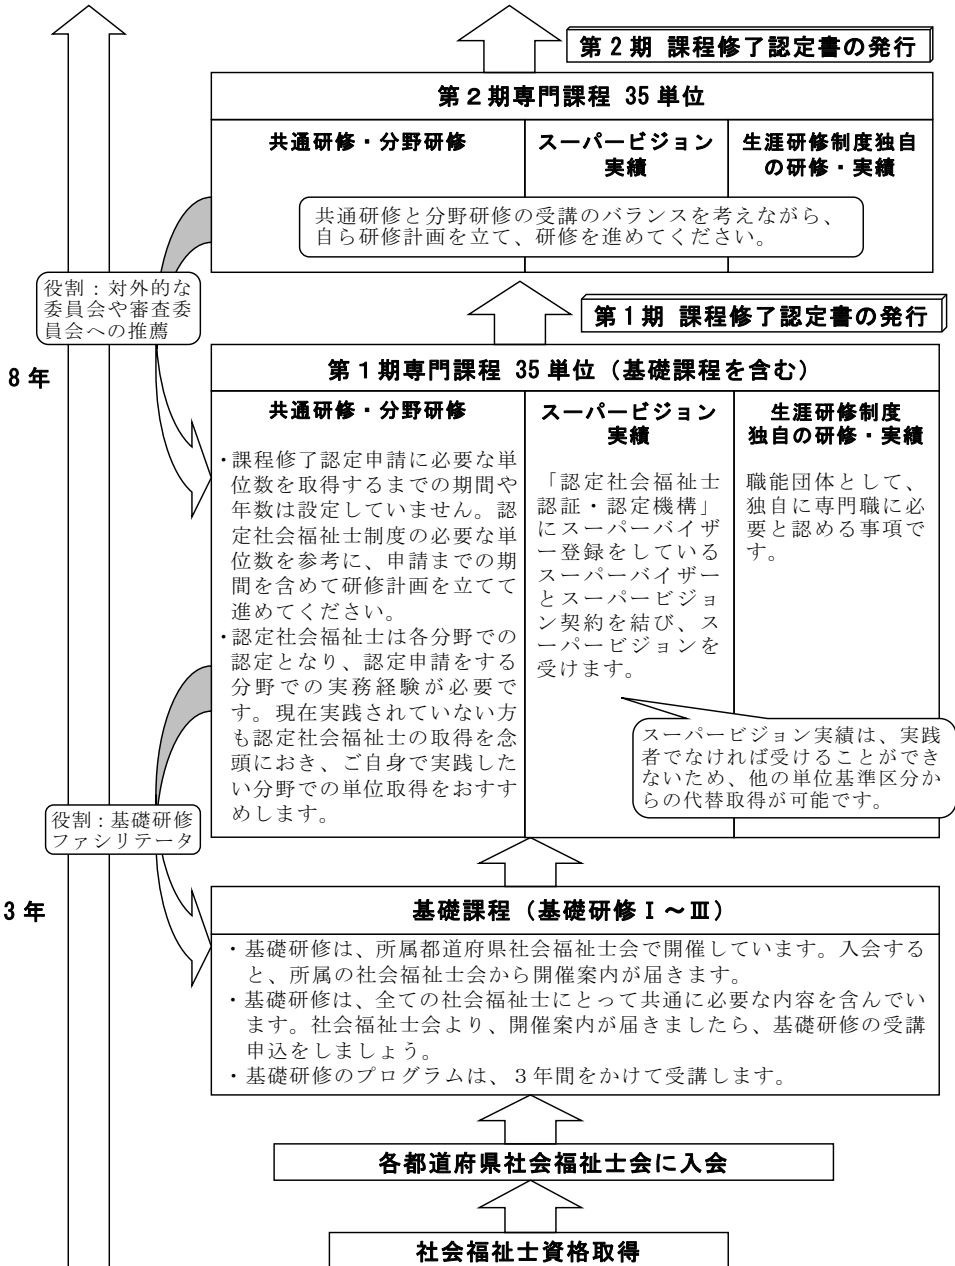 第2期 課程修了認定書の発行
第2期専門課程 35単位
共通研修・分野研修
スーパービジョン
実績
生涯研修制度独自
の研修・実績
共通研修と分野研修の受講のバランスを考えながら、
自ら研修計画を立て、研修を進めてください。
役割：対外的な
委員会や審査委
員会への推薦
第1期 課程修了認定書の発行
8年
第1期専門課程 35単位（基礎課程を含む）
共通研修・分野研修
・課程修了認定申請に必要な単
位数を取得するまでの期間や
年数は設定していません。認
定社会福祉士制度の必要な単
位数を参考に、申請までの期
間を含めて研修計画を立てて
進めてください。
・認定社会福祉士は各分野での
認定となり、認定申請をする
分野での実務経験が必要で
す。現在実践されていない方
も認定社会福祉士の取得を念
頭におき、ご自身で実践した
い分野での単位取得をおすす
めします。
スーパービジョン
実績
「認定社会福祉士
認証・認定機構」
にスーパーバイザ
ー登録をしている
スーパーバイザー
とスーパービジョ
ン契約を結び、ス
ーパービジョンを
受けます。
生涯研修制度
独自の研修・実績
職能団体として、
独自に専門職に必
要と認める事項で
す。
スーパービジョン実績は、実践
者でなければ受けることができ
ないため、他の単位基準区分か
らの代替取得が可能です。
役割：基礎研修
ファシリテータ
3年
基礎課程（基礎研修Ⅰ～Ⅲ）
・基礎研修は、所属都道府県社会福祉士会で開催しています。入会する
と、所属の社会福祉士会から開催案内が届きます。
・基礎研修は、全ての社会福祉士にとって共通に必要な内容を含んでい
ます。社会福祉士会より、開催案内が届きましたら、基礎研修の受講
申込をしましょう。
・基礎研修のプログラムは、３年間をかけて受講します。
各都道府県社会福祉士会に入会
社会福祉士資格取得